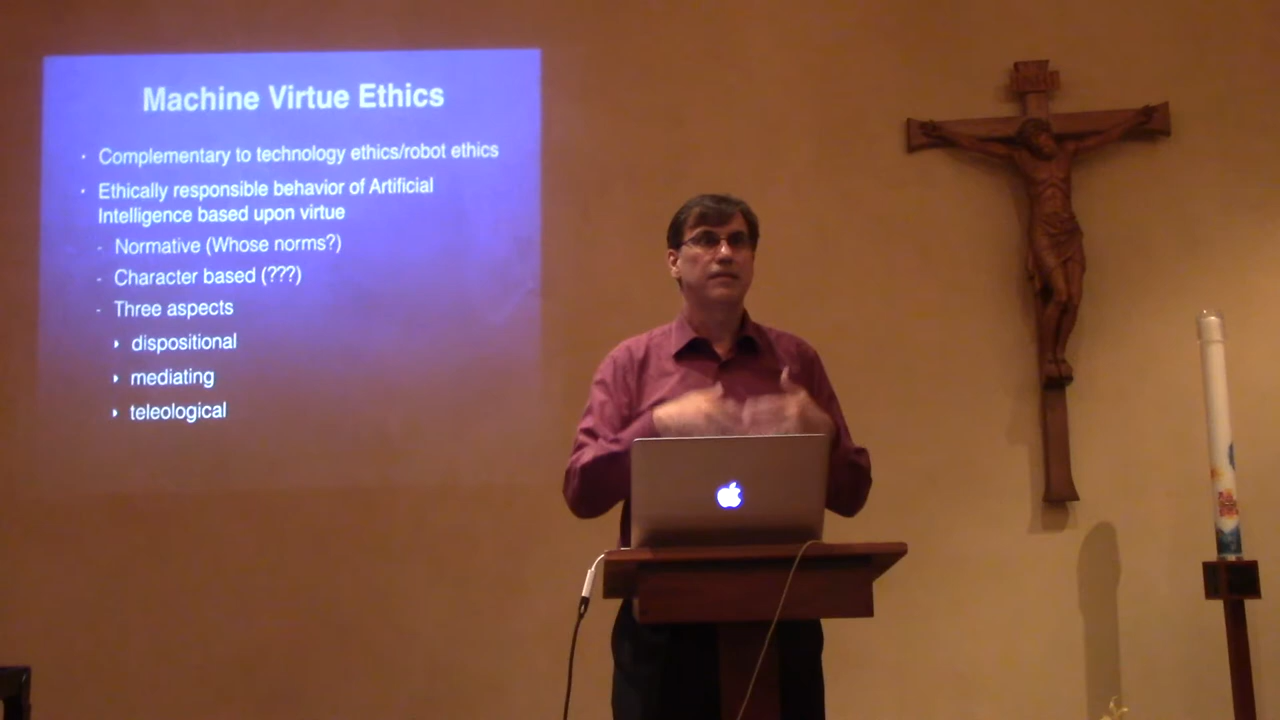 Machine Virtue Ethics
· Complementary to technology ethics/robot ethics
· Ethically responsible behavior of Artificial
Intelligence based upon virtue
- Normative (Whose norms?)
- Character based (???)
- Three aspects
‣ dispositional
‣ mediating
‣ teleological